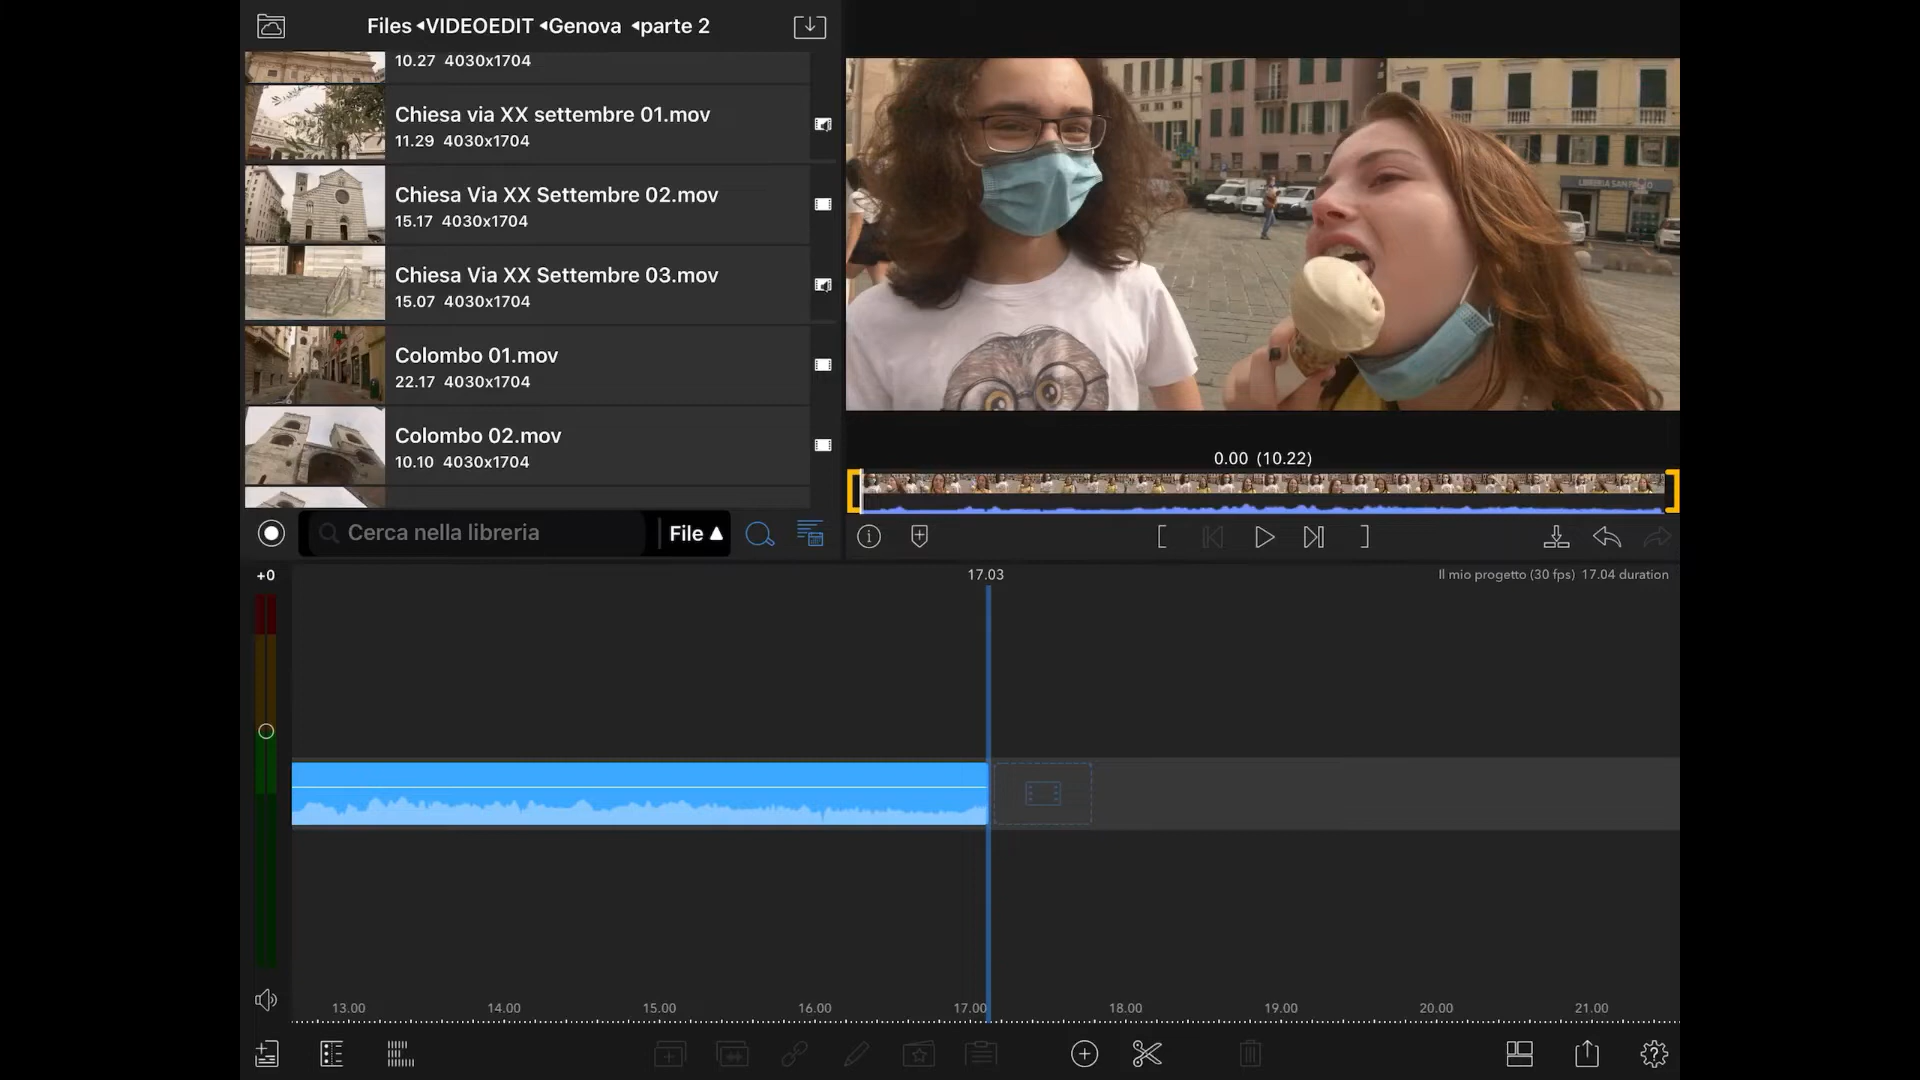 Files ◂VIDEOEDIT ◂Genova ◂parte 2
10.27 4030x1704
Chiesa via XX settembre 01.mov
11.29 4030x1704
Chiesa Via XX Settembre 02.mov
15.17 4030x1704
Chiesa Via XX Settembre 03.mov
15.07 4030x1704
Colombo 01.mov
22.17 4030x1704
Colombo 02.mov
10.10 4030x1704
Cerca nella libreria
File ▲
LIBRERIA SAN PAOLO
0.00 (10.22)
+0
17.03
Il mio progetto (30 fps) 17.04 duration
13.00 14.00 15.00 16.00 17.00 18.00 19.00 20.00 21.00